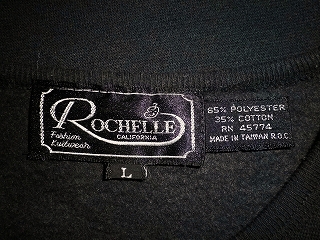 ROCHELLE
CALIFORNIA
Fashion
Knitwear
L
65% POLYESTER
35% COTTON
RN 45774
MADE IN TAIWAN R.O.C.